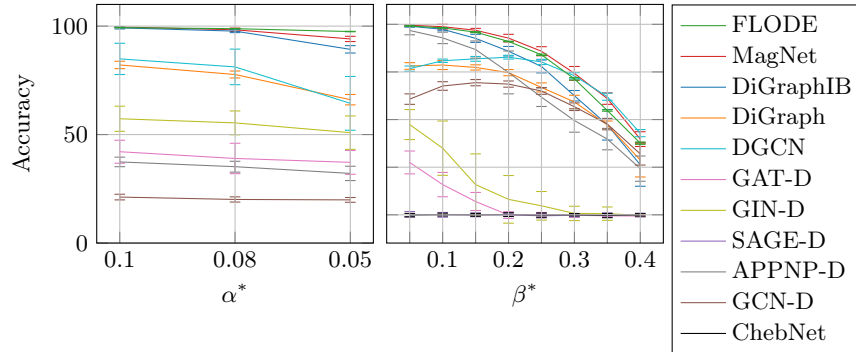 100
50
0
Accuracy
0.1 0.08 0.05
α*
0.1 0.2 0.3 0.4
β*
FLODE
MagNet
DiGraphIB
DiGraph
DGCN
GAT-D
GIN-D
SAGE-D
APPNP-D
GCN-D
ChebNet